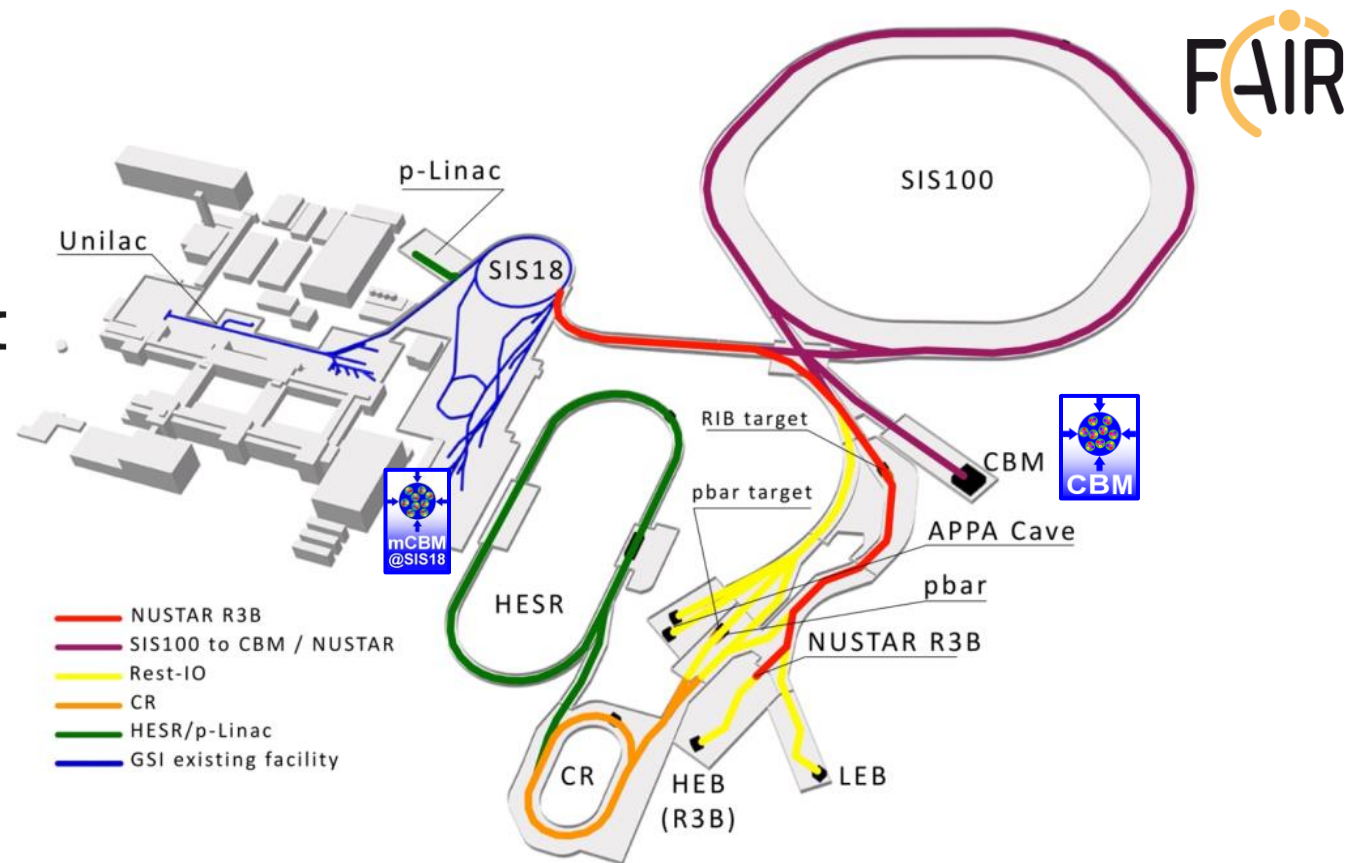 FAIR
SIS100
p-Linac
Unilac
SIS18
RIB target
CBM
CBM
pbar target
APPA Cave
mCBM
@SIS18
HESR
pbar
NUSTAR R3B
NUSTAR R3B
SIS100 to CBM / NUSTAR
Rest-IO
CR
HESR/p-Linac
GSI existing facility
CR
HEB
(R3B)
LEB